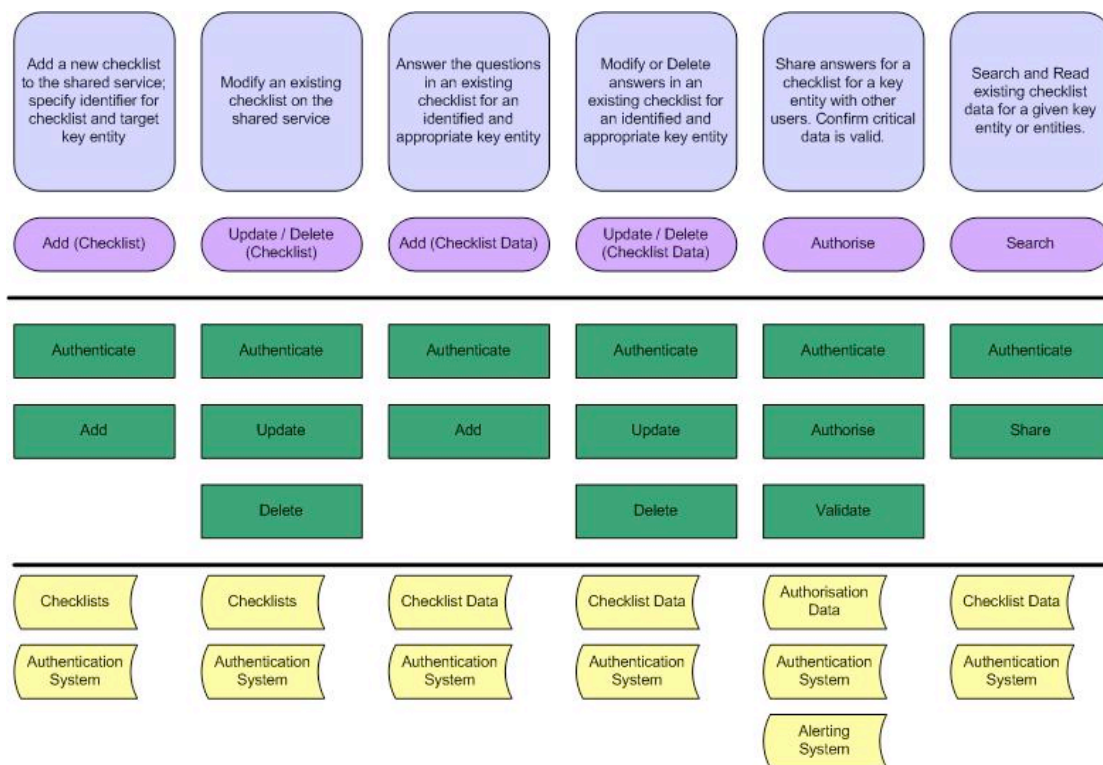 Add a new checklist
to the shared service;
specify identifier for
checklist and target
key entity
Modify an existing
checklist on the
shared service
Answer the questions
in an existing
checklist for an
identified and
appropriate key entity
Modify or Delete
answers in an
existing checklist for
an identified and
appropriate key entity
Share answers for a
checklist for a key
entity with other
users. Confirm critical
data is valid.
Search and Read
existing checklist
data for a given key
entity or entities.
Add (Checklist)
Update / Delete
(Checklist)
Add (Checklist Data)
Update / Delete
(Checklist Data)
Authorise
Search
Authenticate
Authenticate
Authenticate
Authenticate
Authenticate
Authenticate
Add
Update
Add
Update
Authorise
Share
Delete
Delete
Validate
Checklists
Checklists
Checklist Data
Checklist Data
Authorisation
Data
Checklist Data
Authentication
System
Authentication
System
Authentication
System
Authentication
System
Authentication
System
Authentication
System
Alerting
System